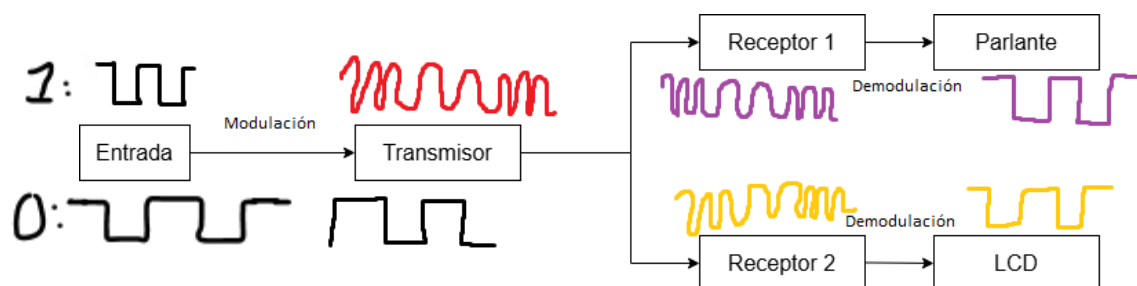 Receptor 1
Parlante
1:
Demodulación
Modulación
Entrada
Transmisor
0:
Demodulación
Receptor 2
LCD